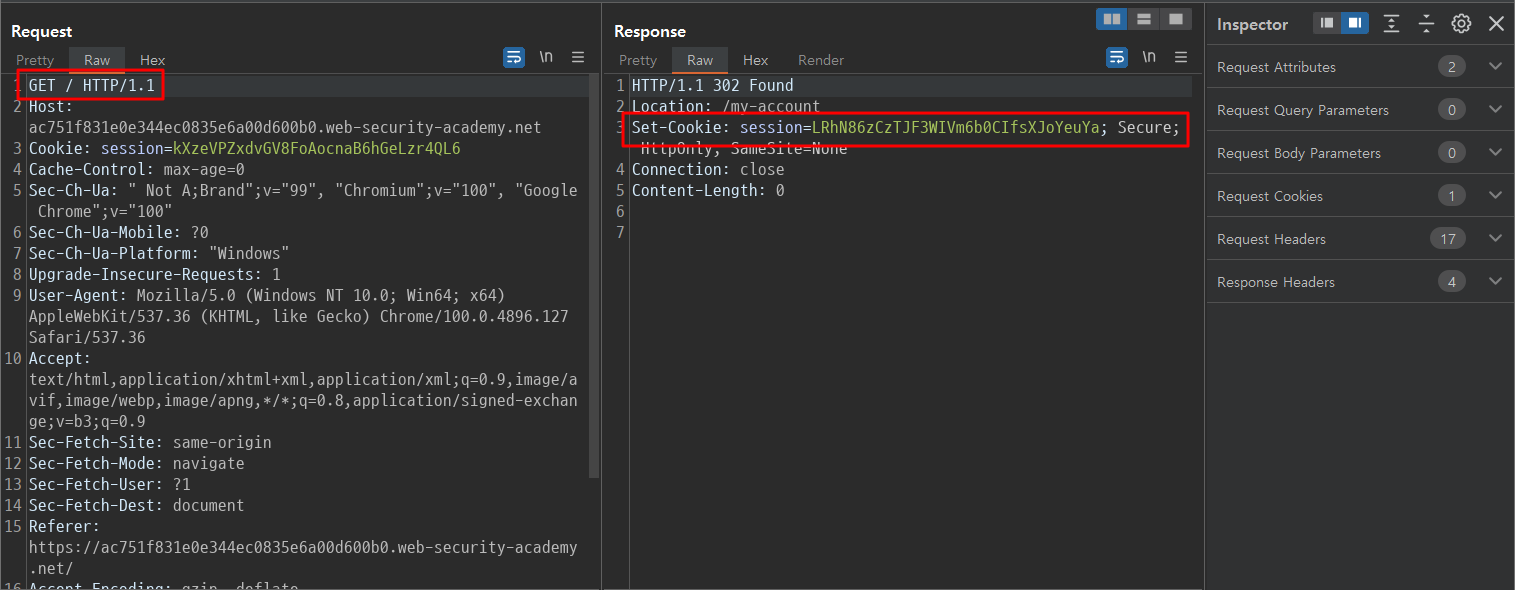 Request
Pretty Raw Hex \n
1 GET / HTTP/1.1
2 Host:
ac751f831e0e344ec0835e6a00d600b0.web-security-academy.net
3 Cookie: session=kXzeVPZxdvGV8FoAocnaB6hGeLzr4QL6
4 Cache-Control: max-age=0
5 Sec-Ch-Ua: " Not A;Brand";v="99", "Chromium";v="100", "Google
Chrome";v="100"
6 Sec-Ch-Ua-Mobile: ?0
7 Sec-Ch-Ua-Platform: "Windows"
8 Upgrade-Insecure-Requests: 1
9 User-Agent: Mozilla/5.0 (Windows NT 10.0; Win64; x64)
AppleWebKit/537.36 (KHTML, like Gecko) Chrome/100.0.4896.127
Safari/537.36
10 Accept:
text/html,application/xhtml+xml,application/xml;q=0.9,image/a
vif,image/webp,image/apng,*/*;q=0.8,application/signed-exchan
ge;v=b3;q=0.9
11 Sec-Fetch-Site: same-origin
12 Sec-Fetch-Mode: navigate
13 Sec-Fetch-User: ?1
14 Sec-Fetch-Dest: document
15 Referer:
https://ac751f831e0e344ec0835e6a00d600b0.web-security-academy
.net/
16 Accept-Encoding: gzip, deflate
Response
Pretty Raw Hex Render \n
1 HTTP/1.1 302 Found
2 Location: /my-account
3 Set-Cookie: session=LRhN86zCzTJF3WIVm6b0CIfsXJoYeuYa; Secure;
HttpOnly; SameSite=None
4 Connection: close
5 Content-Length: 0
6
7
Inspector
Request Attributes 2
Request Query Parameters 0
Request Body Parameters 0
Request Cookies 1
Request Headers 17
Response Headers 4